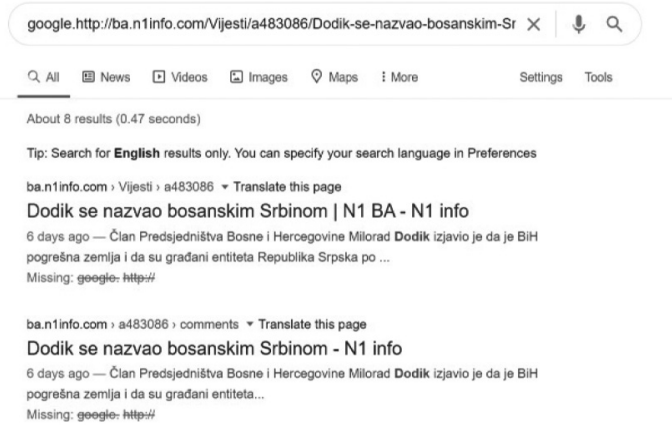 google.http://ba.n1info.com/Vijesti/a483086/Dodik-se-nazvao-bosanskim-Sr
All News Videos Images Maps More Settings Tools
About 8 results (0.47 seconds)
Tip: Search for English results only. You can specify your search language in Preferences
ba.n1info.com › Vijesti › a483086 ▾ Translate this page
Dodik se nazvao bosanskim Srbinom | N1 BA - N1 info
6 days ago — Član Predsjedništva Bosne i Hercegovine Milorad Dodik izjavio je da je BiH
pogrešna zemlja i da su građani entiteta Republika Srpska po ...
Missing: google. http://
ba.n1info.com › a483086 › comments ▾ Translate this page
Dodik se nazvao bosanskim Srbinom - N1 info
6 days ago — Član Predsjedništva Bosne i Hercegovine Milorad Dodik izjavio je da je BiH
pogrešna zemlja i da su građani entiteta...
Missing: google. http://